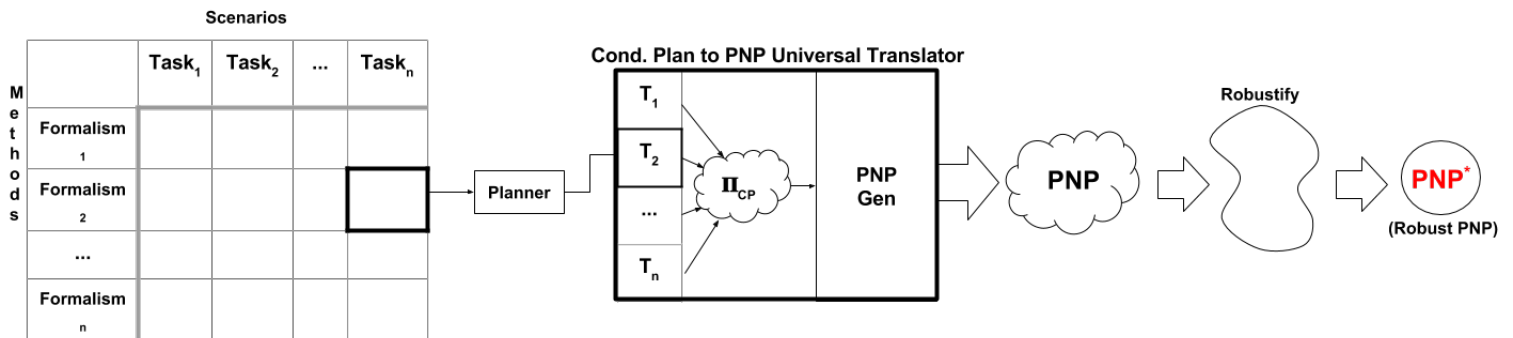 Scenarios
Methods
Task1 Task2 ... Taskn
Formalism
1
Formalism
2
...
Formalism
n
Planner
Cond. Plan to PNP Universal Translator
T1
T2
...
Tn
ΠCP
PNP
Gen
PNP
Robustify
PNP*
(Robust PNP)